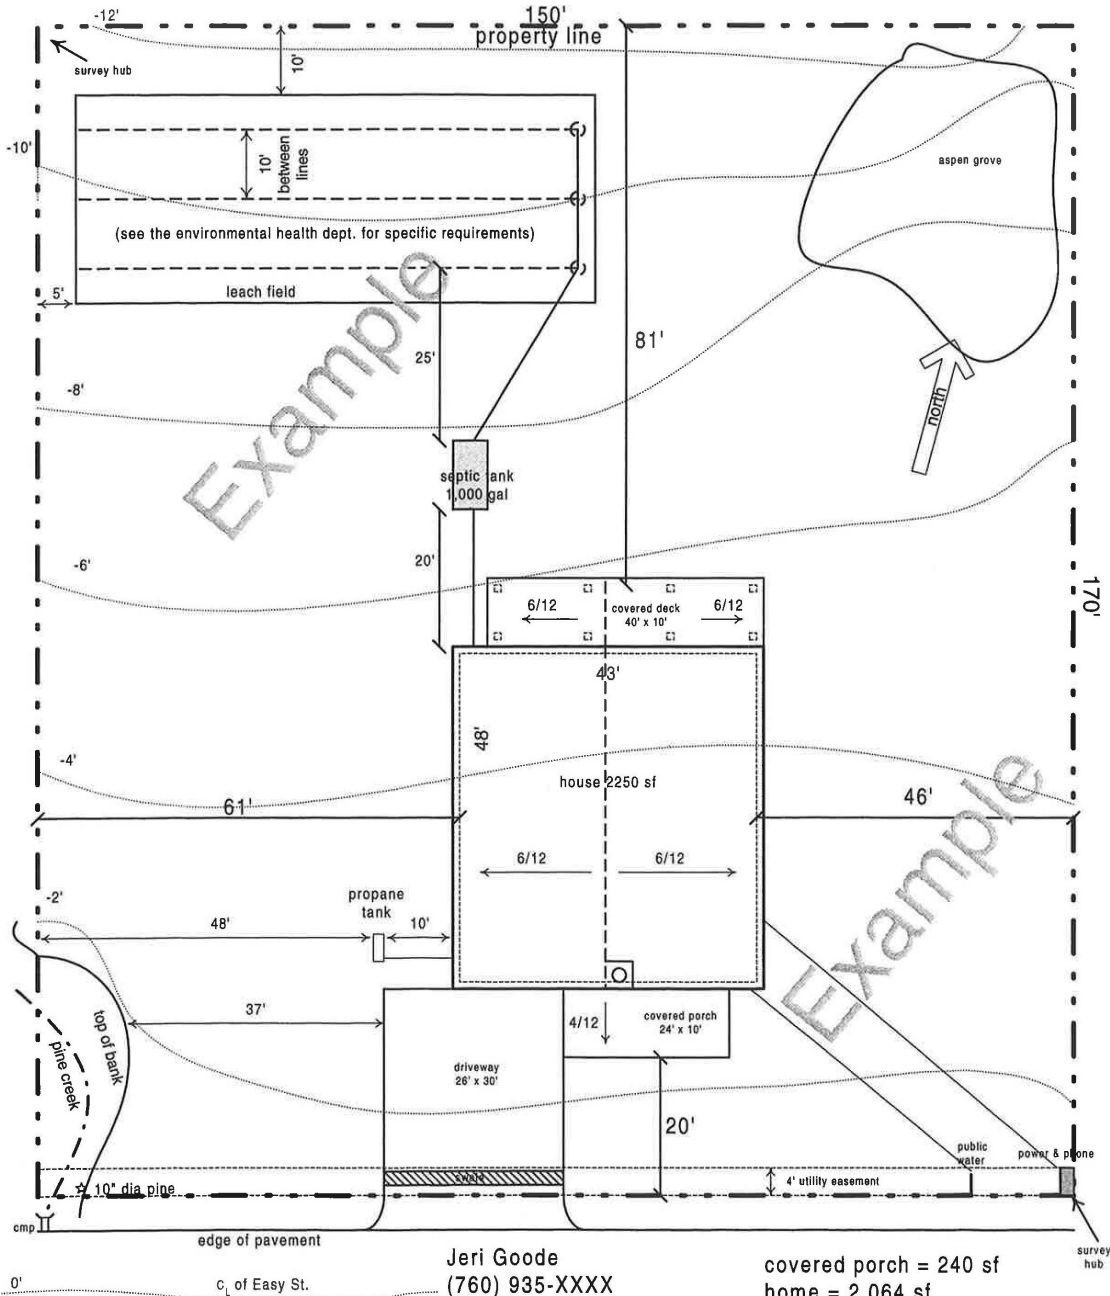 -12'
150'
property line
survey hub
10'
-10'
10'
between
lines
aspen grove
(see the environmental health dept. for specific requirements)
5'
leach field
Example
25'
81'
north
-8'
septic tank
1,000 gal
20'
-6'
6/12
covered deck
40' x 10'
6/12
170'
43'
48'
-4'
house 2250 sf
61'
46'
Example
6/12
6/12
-2'
propane
tank
48'
10'
37'
4/12
covered porch
24' x 10'
top of bank
pine creek
driveway
26' x 30'
20'
public
water
power & phone
swale
4' utility easement
10" dia pine
cmp
edge of pavement
survey
hub
Jeri Goode
(760) 935-XXXX
covered porch = 240 sf
home = 2,064 sf
0'
CL of Easy St.